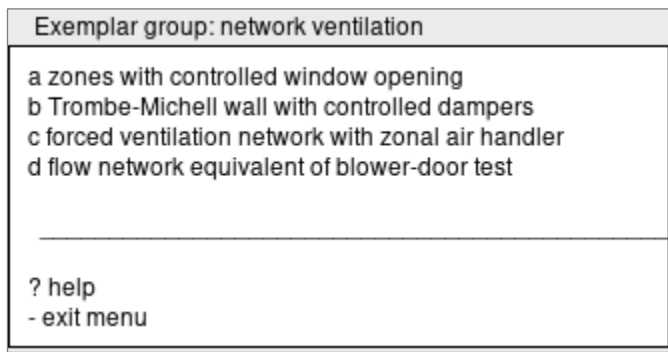 Exemplar group: network ventilation
a zones with controlled window opening
b Trombe-Michell wall with controlled dampers
c forced ventilation network with zonal air handler
d flow network equivalent of blower-door test
? help
- exit menu